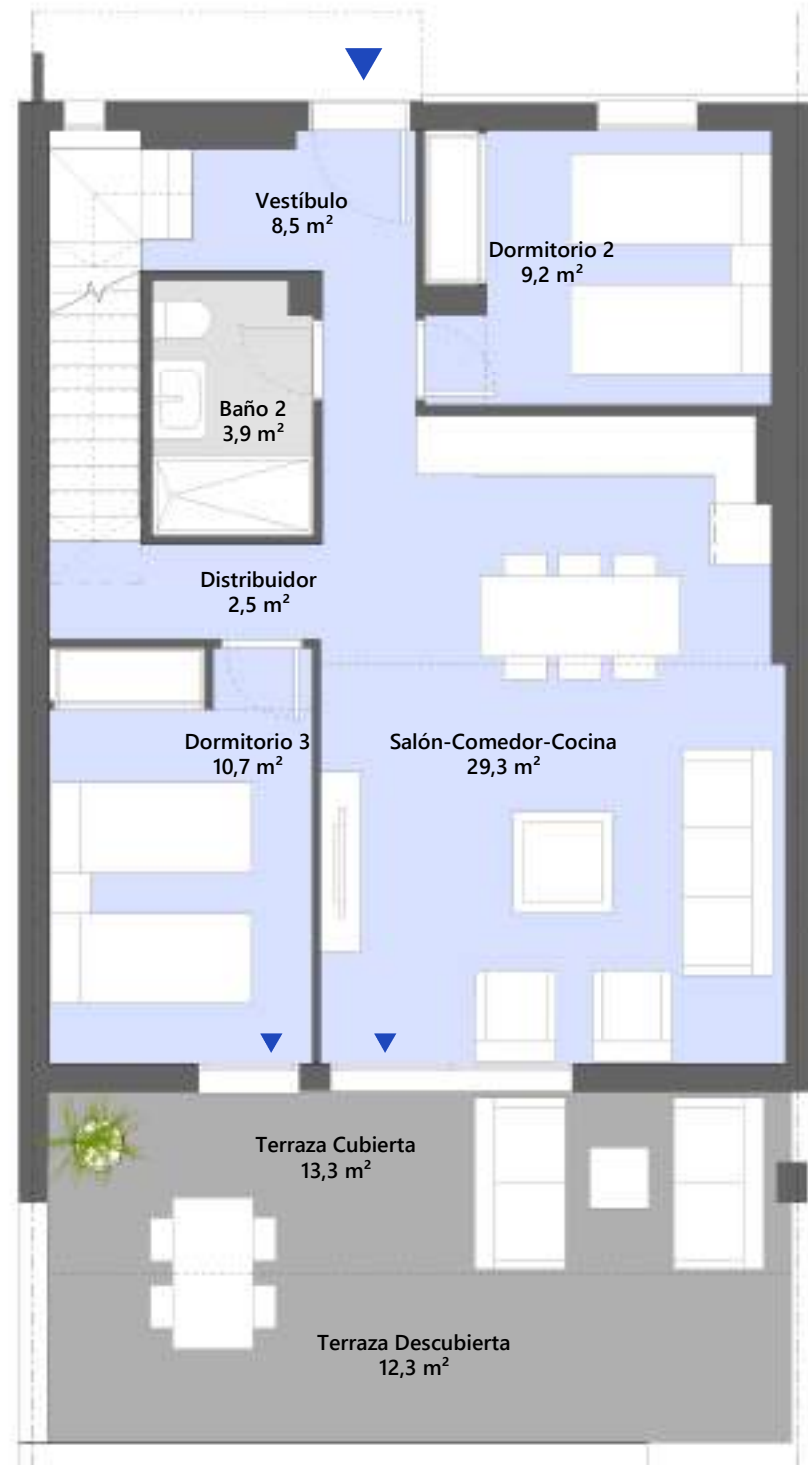 Vestíbulo
8,5 m²
Dormitorio 2
9,2 m²
Baño 2
3,9 m²
Distribuidor
2,5 m²
Dormitorio 3
10,7 m²
Salón-Comedor-Cocina
29,3 m²
Terraza Cubierta
13,3 m²
Terraza Descubierta
12,3 m²